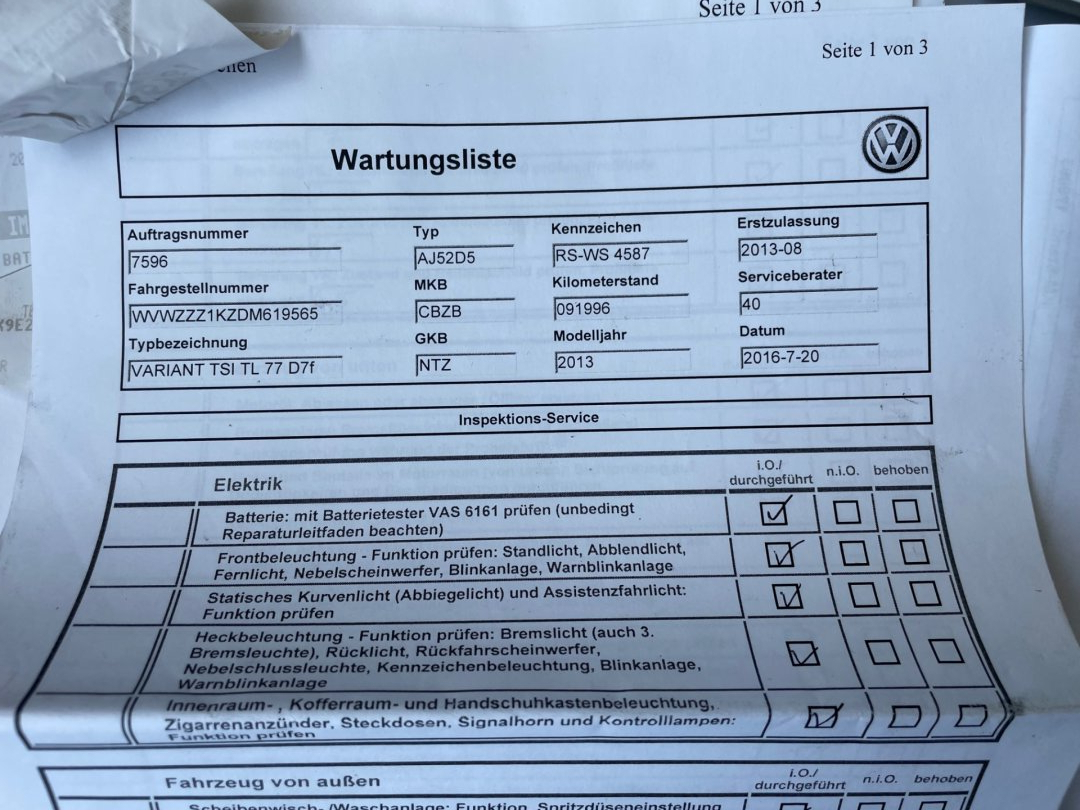 Seite 1 von 3
Seite 1 von 3
Wartungsliste
Auftragsnummer Typ Kennzeichen Erstzulassung
7596 AJ52D5 RS-WS 4587 2013-08
Fahrgestellnummer MKB Kilometerstand Serviceberater
WVWZZZ1KZDM619565 CBZB 091996 40
Typbezeichnung GKB Modelljahr Datum
VARIANT TSI TL 77 D7f NTZ 2013 2016-7-20
Inspektions-Service
Elektrik i.O./ durchgeführt n.i.O. behoben
Batterie: mit Batterietester VAS 6161 prüfen (unbedingt
Reparaturleitfaden beachten)
Frontbeleuchtung - Funktion prüfen: Standlicht, Abblendlicht,
Fernlicht, Nebelscheinwerfer, Blinkanlage, Warnblinkanlage
Statisches Kurvenlicht (Abbiegelicht) und Assistenzfahrlicht:
Funktion prüfen
Heckbeleuchtung - Funktion prüfen: Bremslicht (auch 3.
Bremsleuchte), Rücklicht, Rückfahrscheinwerfer,
Nebelschlussleuchte, Kennzeichenbeleuchtung, Blinkanlage,
Warnblinkanlage
Innenraum- , Kofferraum- und Handschuhkastenbeleuchtung,
Zigarrenanzünder, Steckdosen, Signalhorn und Kontrolllampen:
Funktion prüfen
Fahrzeug von außen i.O./ durchgeführt n.i.O. behoben
Scheibenwisch- /Waschanlage: Funktion, Spritzdüseneinstellung